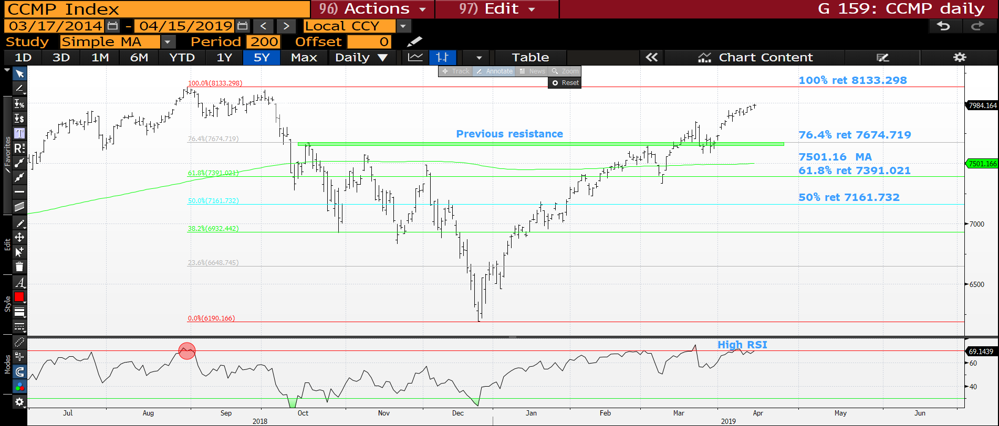 CCMP Index
96) Actions
97) Edit
G 159: CCMP daily
03/17/2014 - 04/15/2019 < > Local CCY
Study Simple MA Period 200 Offset 0
1D 3D 1M 6M YTD 1Y 5Y Max Daily ▼ Table « Chart Content
Track Annotate News Zoom
Reset
Favorites
Edit
Style
Modes
%
$
T
R
A
100.0%(8133.298)
100% ret 8133.298
7984.164
Previous resistance
76.4%(7674.719)
76.4% ret 7674.719
7501.16 MA
7501.166
61.8%(7391.021)
61.8% ret 7391.021
50.0%(7161.732)
50% ret 7161.732
38.2%(6932.442)
7000
23.6%(6648.745)
6500
0.0%(6190.166)
High RSI
69.1439
60
40
Jul Aug Sep Oct Nov Dec Jan Feb Mar Apr May Jun
2018 2019